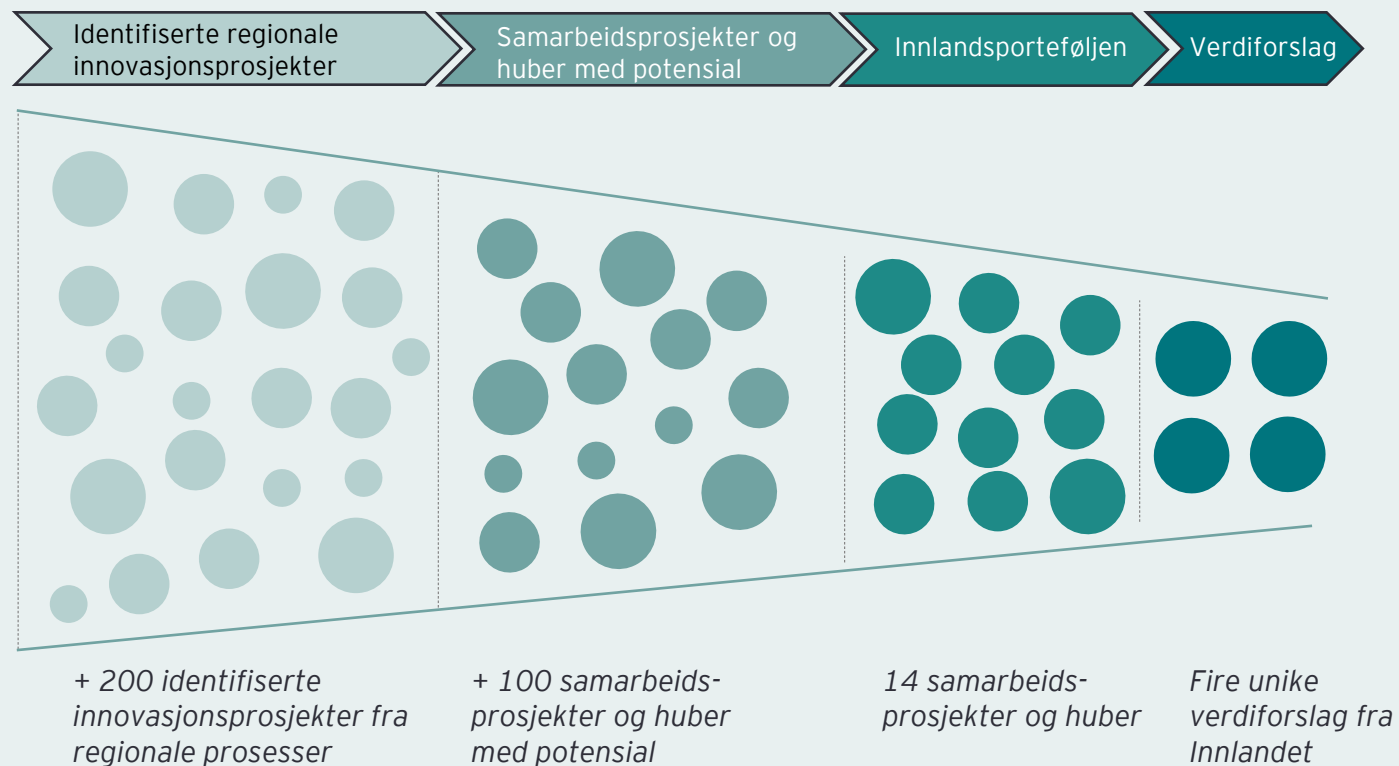 Identifiserte regionale
innovasjonsprosjekter
Samarbeidsprosjekter og
huber med potensial
Innlandsporteføljen
Verdiforslag
+ 200 identifiserte
innovasjonsprosjekter fra
regionale prosesser
+ 100 samarbeids-
prosjekter og huber
med potensial
14 samarbeids-
prosjekter og huber
Fire unike
verdiforslag fra
Innlandet